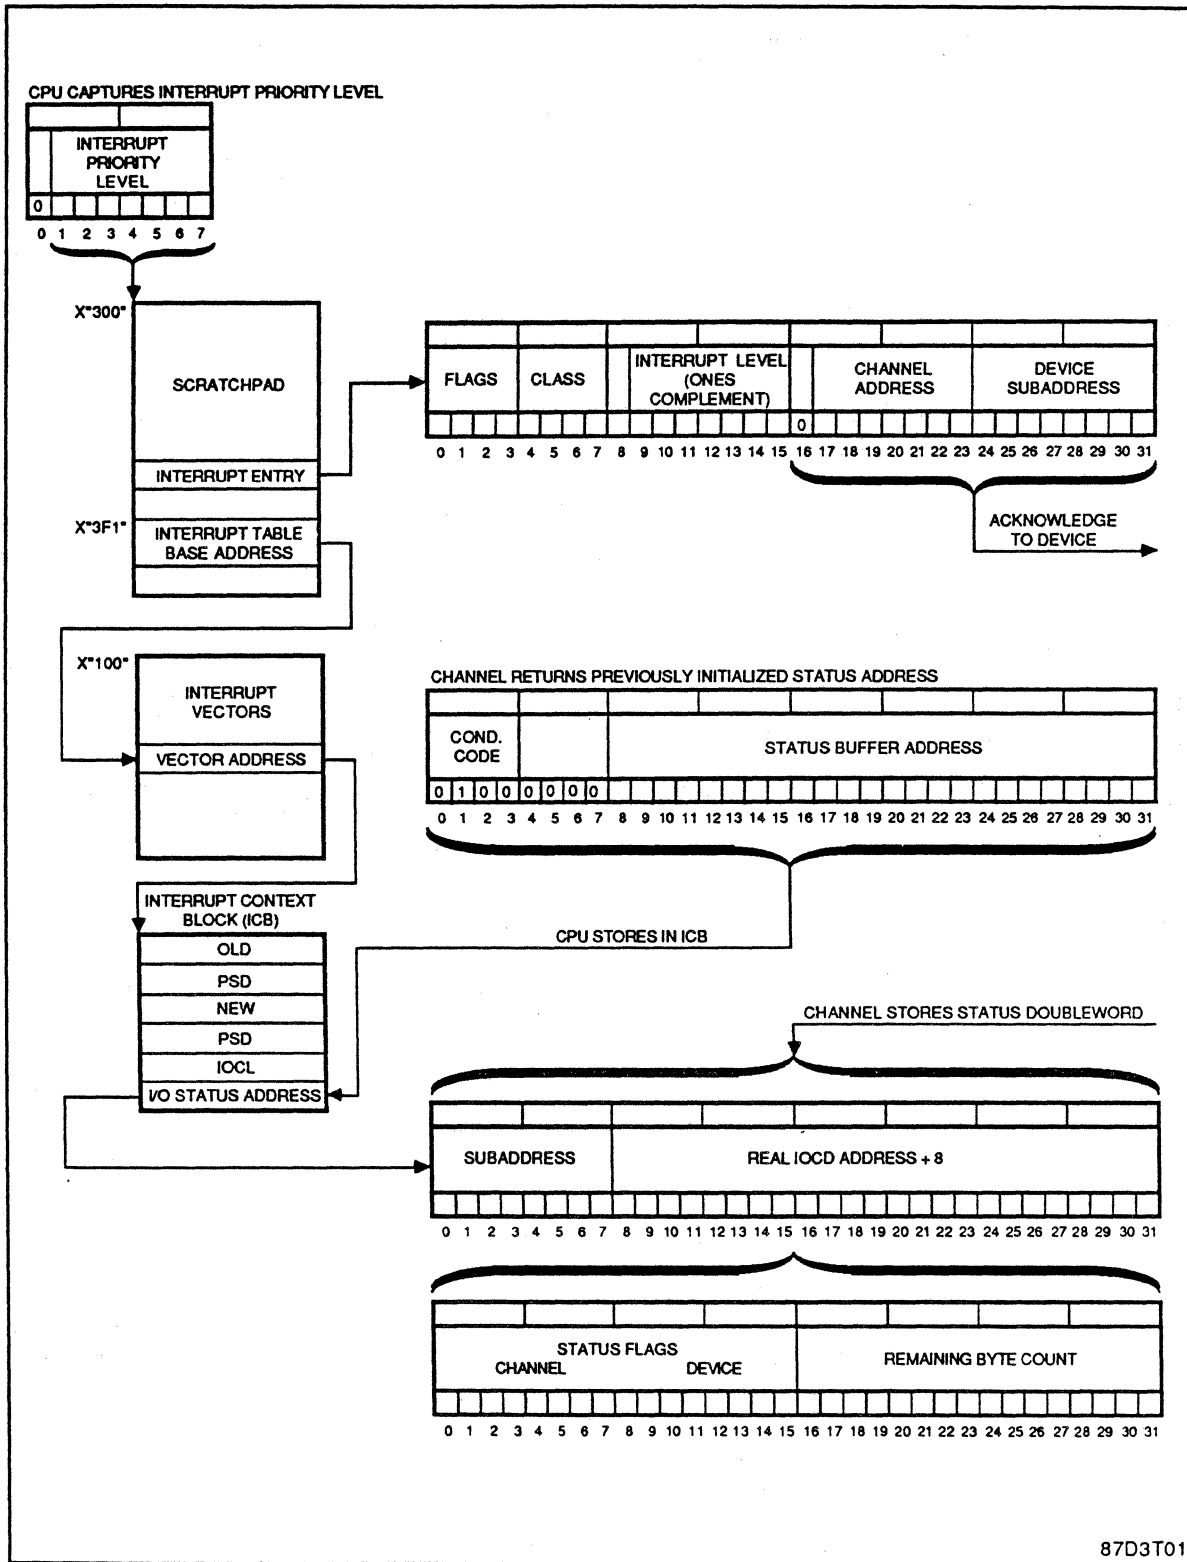 CPU CAPTURES INTERRUPT PRIORITY LEVEL
INTERRUPT
PRIORITY
LEVEL
0
0 1 2 3 4 5 6 7
X"300"
SCRATCHPAD
INTERRUPT ENTRY
X"3F1"
INTERRUPT TABLE
BASE ADDRESS
FLAGS CLASS INTERRUPT LEVEL
(ONES
COMPLEMENT) CHANNEL
ADDRESS DEVICE
SUBADDRESS
0
0 1 2 3 4 5 6 7 8 9 10 11 12 13 14 15 16 17 18 19 20 21 22 23 24 25 26 27 28 29 30 31
ACKNOWLEDGE
TO DEVICE
X"100"
INTERRUPT
VECTORS
VECTOR ADDRESS
CHANNEL RETURNS PREVIOUSLY INITIALIZED STATUS ADDRESS
COND.
CODE
STATUS BUFFER ADDRESS
0 1 0 0 0 0 0 0
0 1 2 3 4 5 6 7 8 9 10 11 12 13 14 15 16 17 18 19 20 21 22 23 24 25 26 27 28 29 30 31
INTERRUPT CONTEXT
BLOCK (ICB)
OLD
PSD
NEW
PSD
IOCL
I/O STATUS ADDRESS
CPU STORES IN ICB
CHANNEL STORES STATUS DOUBLEWORD
SUBADDRESS REAL IOCD ADDRESS + 8
0 1 2 3 4 5 6 7 8 9 10 11 12 13 14 15 16 17 18 19 20 21 22 23 24 25 26 27 28 29 30 31
STATUS FLAGS
CHANNEL DEVICE
REMAINING BYTE COUNT
0 1 2 3 4 5 6 7 8 9 10 11 12 13 14 15 16 17 18 19 20 21 22 23 24 25 26 27 28 29 30 31
87D3T01